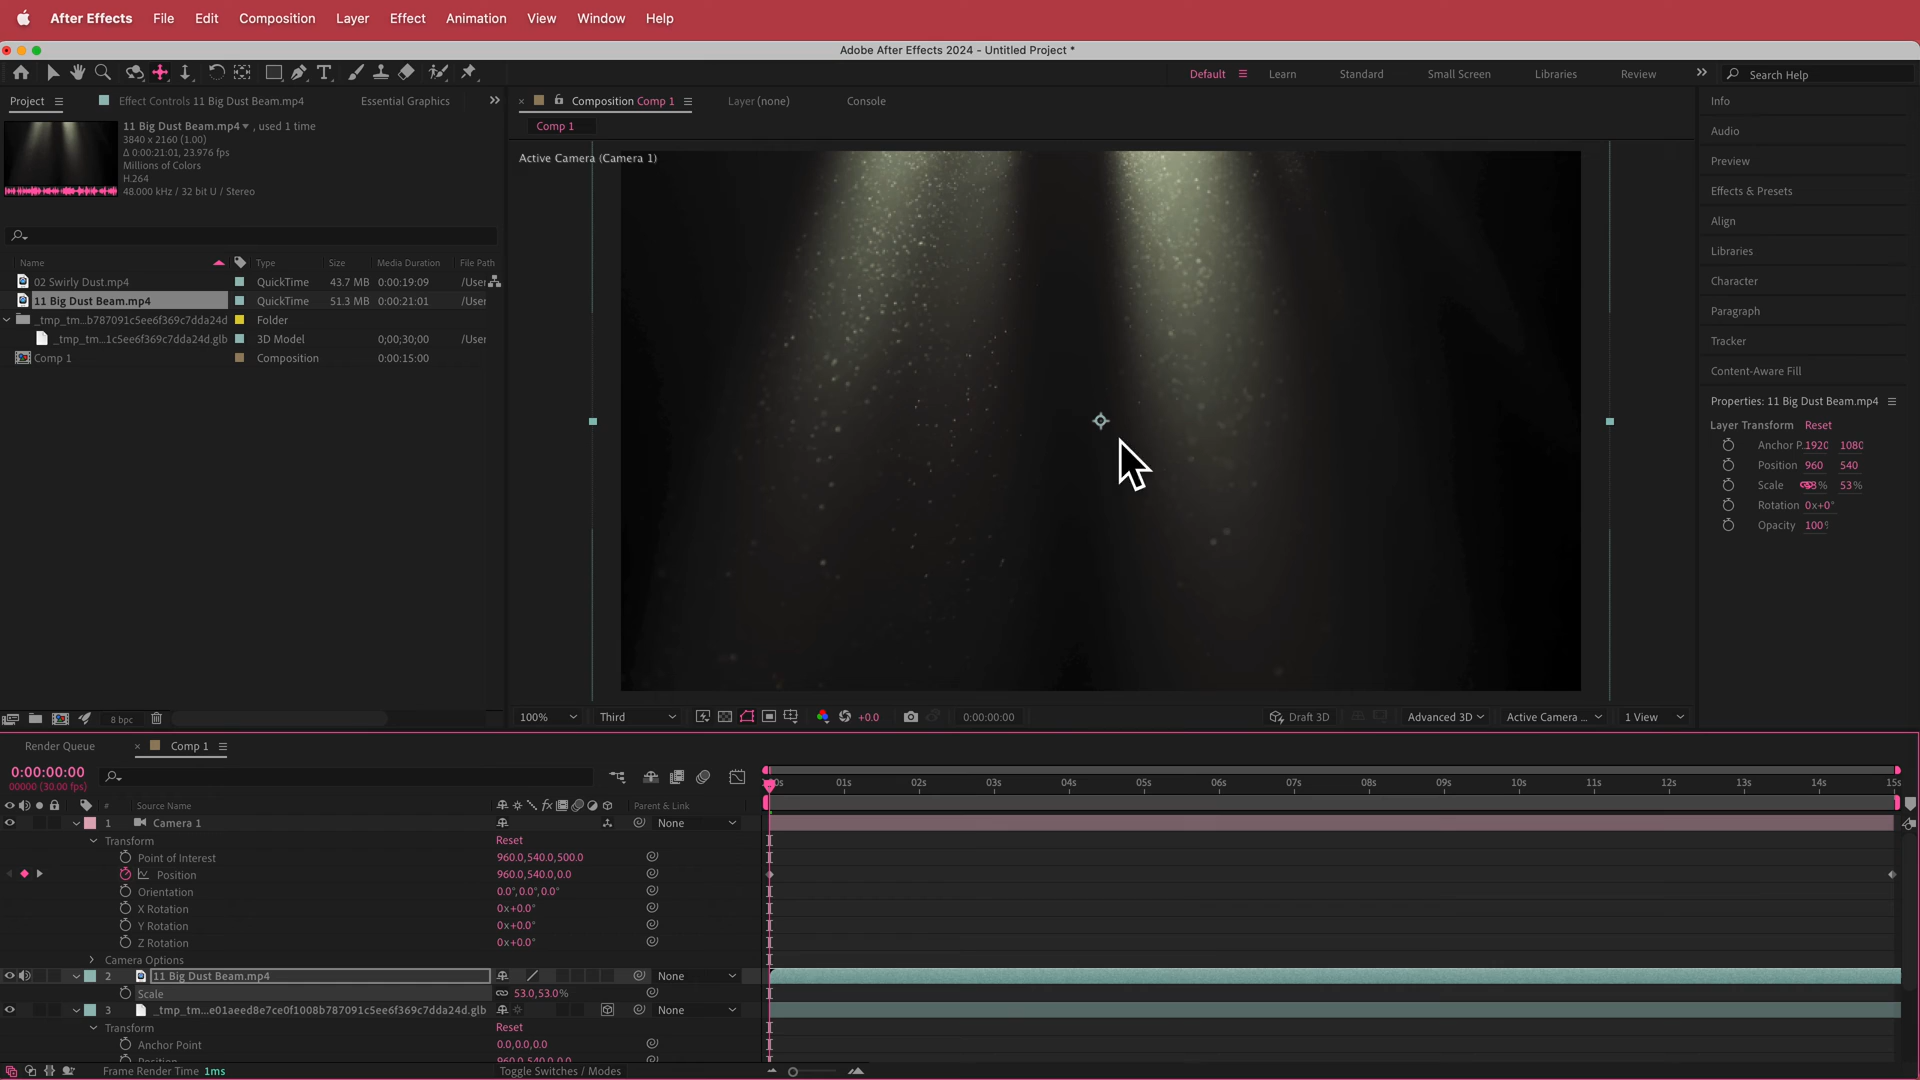 After Effects File Edit Composition Layer Effect Animation View Window Help
Adobe After Effects 2024 - Untitled Project *
Default Learn Standard Small Screen Libraries Review Search Help
Project Effect Controls 11 Big Dust Beam.mp4 Essential Graphics
11 Big Dust Beam.mp4 , used 1 time
3840 x 2160 (1.00)
Δ 0:00:21:01, 23.976 fps
Millions of Colors
H.264
48.000 kHz / 32 bit U / Stereo
Name Type Size Media Duration File Path
02 Swirly Dust.mp4 QuickTime 43.7 MB 0:00:19:09 /User
11 Big Dust Beam.mp4 QuickTime 51.3 MB 0:00:21:01 /User
_tmp_tm...b787091c5ee6f369c7dda24d Folder
_tmp_tm...1c5ee6f369c7dda24d.glb 3D Model 0;00;30;00 /User
Comp 1 Composition 0:00:15:00
8 bpc
Composition Comp 1 Layer (none) Console
Comp 1
Active Camera (Camera 1)
100% Third +0.0 0:00:00:00 Draft 3D Advanced 3D Active Camera ... 1 View
Info
Audio
Preview
Effects & Presets
Align
Libraries
Character
Paragraph
Tracker
Content-Aware Fill
Properties: 11 Big Dust Beam.mp4
Layer Transform Reset
Anchor P... 1920 1080
Position 960 540
Scale 53% 53%
Rotation 0x+0°
Opacity 100%
Render Queue Comp 1
0:00:00:00
00000 (30.00 fps)
01s 02s 03s 04s 05s 06s 07s 08s 09s 10s 11s 12s 13s 14s 15s
# Source Name fx Parent & Link
1 Camera 1 None
Transform Reset
Point of Interest 960.0,540.0,500.0
Position 960.0,540.0,0.0
Orientation 0.0°,0.0°,0.0°
X Rotation 0x+0.0°
Y Rotation 0x+0.0°
Z Rotation 0x+0.0°
Camera Options
2 11 Big Dust Beam.mp4 None
Scale 53.0,53.0%
3 _tmp_tm...e01aeed8e7ce0f1008b787091c5ee6f369c7dda24d.glb None
Transform Reset
Anchor Point 0.0,0.0,0.0
Position 960.0,540.0,0.0
Frame Render Time 1ms Toggle Switches / Modes